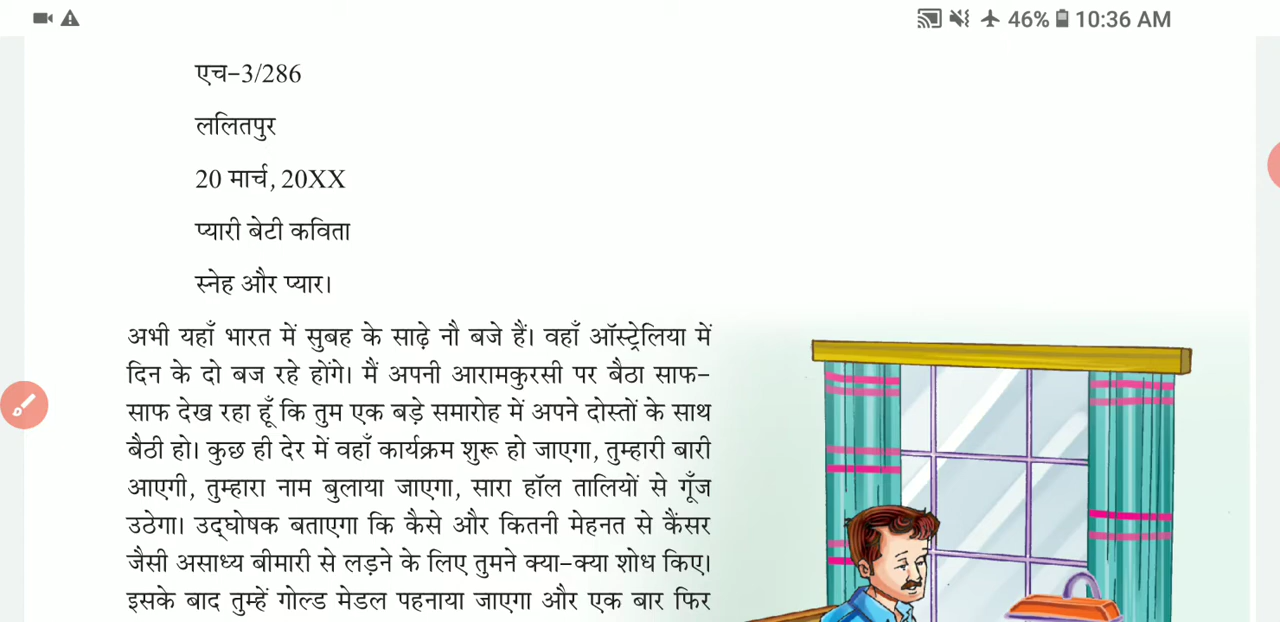 46% 10:36 AM
एच-3/286
ललितपुर
20 मार्च, 20XX
प्यारी बेटी कविता
स्नेह और प्यार।
अभी यहाँ भारत में सुबह के साढ़े नौ बजे हैं। वहाँ ऑस्ट्रेलिया में
दिन के दो बज रहे होंगे। मैं अपनी आरामकुरसी पर बैठा साफ-
साफ देख रहा हूँ कि तुम एक बड़े समारोह में अपने दोस्तों के साथ
बैठी हो। कुछ ही देर में वहाँ कार्यक्रम शुरू हो जाएगा, तुम्हारी बारी
आएगी, तुम्हारा नाम बुलाया जाएगा, सारा हॉल तालियों से गूँज
उठेगा। उद्घोषक बताएगा कि कैसे और कितनी मेहनत से कैंसर
जैसी असाध्य बीमारी से लड़ने के लिए तुमने क्या-क्या शोध किए।
इसके बाद तुम्हें गोल्ड मेडल पहनाया जाएगा और एक बार फिर